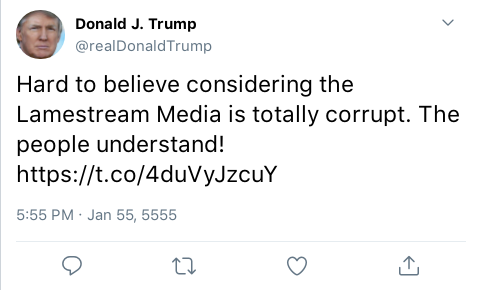 Donald J. Trump
@realDonaldTrump
Hard to believe considering the
Lamestream Media is totally corrupt. The
people understand!
https://t.co/4duVyJzcuY
5:55 PM · Jan 55, 5555